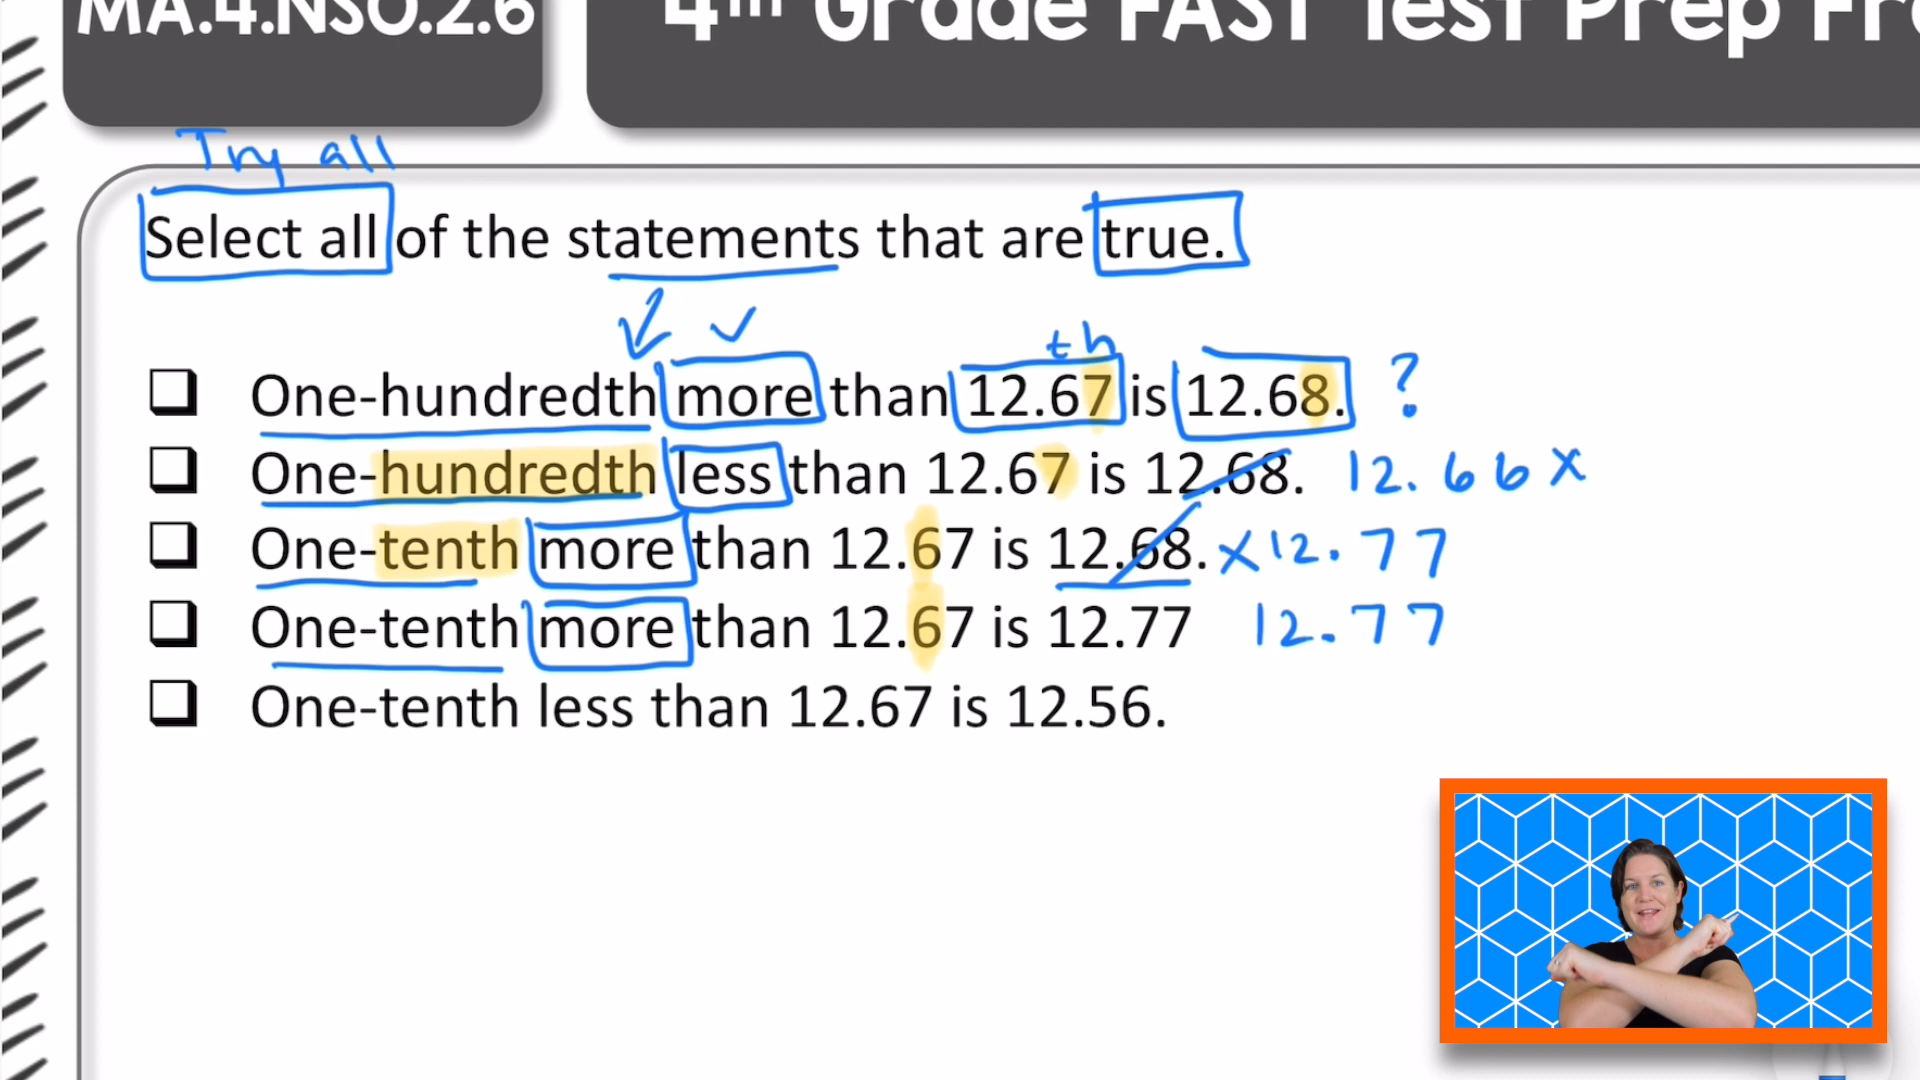 MA.4.NSO.2.6
4th Grade FAST Test Prep Fr
Try all
Select all of the statements that are true.
th
One-hundredth more than 12.67 is 12.68. ?
One-hundredth less than 12.67 is 12.68. 12.66 x
One-tenth more than 12.67 is 12.68. x 12.77
One-tenth more than 12.67 is 12.77 12.77
One-tenth less than 12.67 is 12.56.